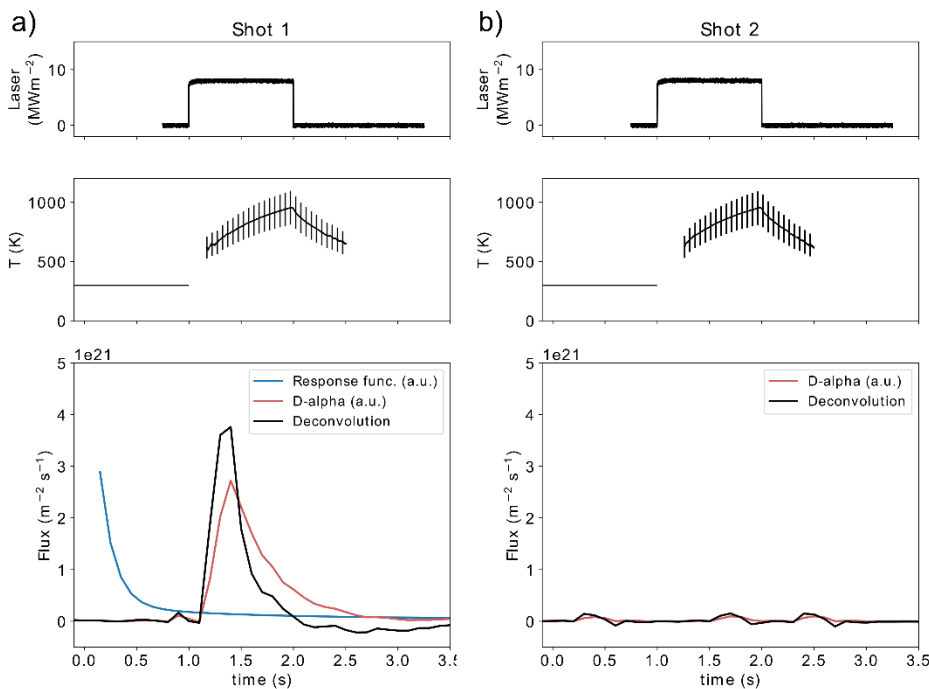 a)
Shot 1
Laser
(MWm⁻²)
10
0
T (K)
1000
500
0
1e21
Flux (m⁻² s⁻¹)
5
4
3
2
1
0
Response func. (a.u.)
D-alpha (a.u.)
Deconvolution
0.0 0.5 1.0 1.5 2.0 2.5 3.0 3.5
time (s)
b)
Shot 2
Laser
(MWm⁻²)
10
0
T (K)
1000
500
0
1e21
Flux (m⁻² s⁻¹)
5
4
3
2
1
0
D-alpha (a.u.)
Deconvolution
0.0 0.5 1.0 1.5 2.0 2.5 3.0 3.5
time (s)